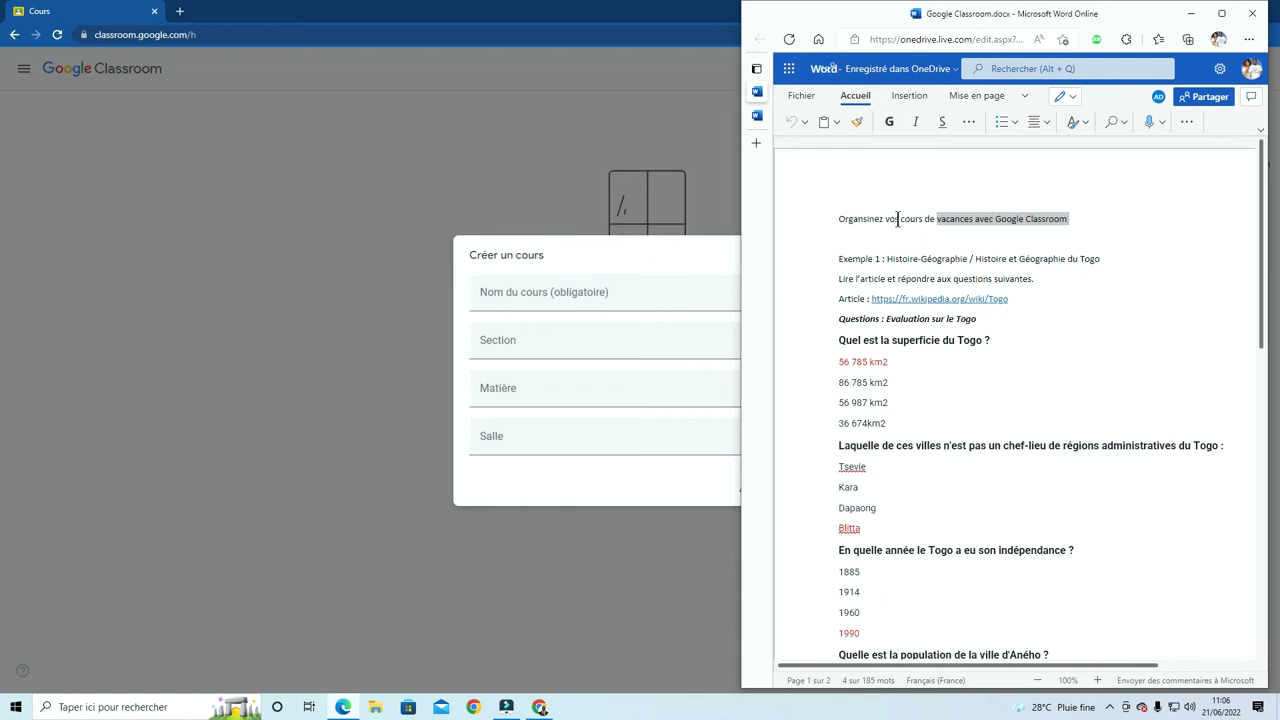 Cours
Google Classroom.docx - Microsoft Word Online
classroom.google.com/h
https://onedrive.live.com/edit.aspx?...
Google Classroom
Word - Enregistré dans OneDrive
Rechercher (Alt + Q)
Fichier
Accueil
Insertion
Mise en page
AD
Partager
G
I
S
Organsinez vos cours de vacances avec Google Classroom
Créer un cours
Exemple 1 : Histoire-Géographie / Histoire et Géographie du Togo
Lire l'article et répondre aux questions suivantes.
Nom du cours (obligatoire)
Article : https://fr.wikipedia.org/wiki/Togo
Questions : Evaluation sur le Togo
Section
Quel est la superficie du Togo ?
56 785 km2
86 785 km2
Matière
56 987 km2
36 674km2
Salle
Laquelle de ces villes n'est pas un chef-lieu de régions administratives du Togo :
Tsevie
Kara
Dapaong
Blitta
En quelle année le Togo a eu son indépendance ?
1885
1914
1960
1990
Quelle est la population de la ville d'Aného ?
Page 1 sur 2
4 sur 185 mots
Français (France)
100%
Envoyer des commentaires à Microsoft
Taper ici pour rechercher
28°C Pluie fine
11:06
21/06/2022